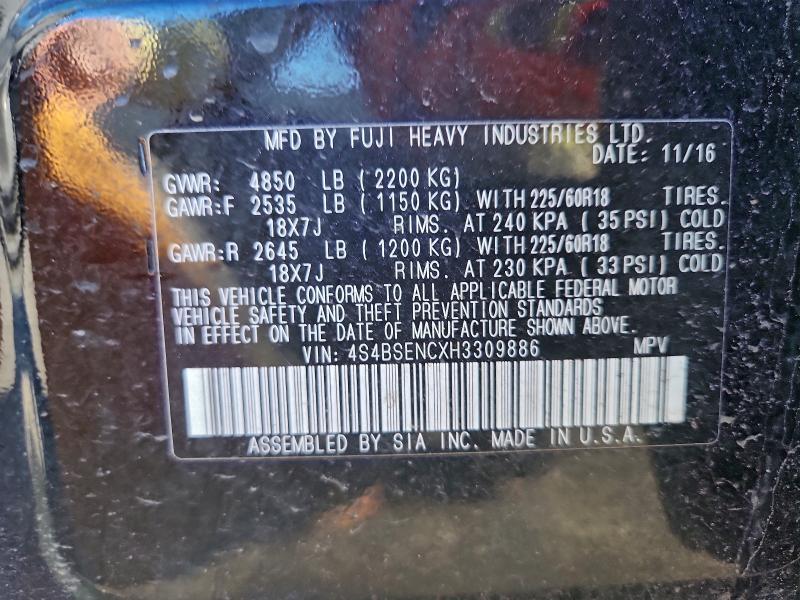 MFD BY FUJI HEAVY INDUSTRIES LTD.
DATE: 11/16
GVWR: 4850 LB (2200 KG)
GAWR:F 2535 LB (1150 KG) WITH 225/60R18 TIRES.
18X7J RIMS. AT 240 KPA (35 PSI) COLD
GAWR:R 2645 LB (1200 KG) WITH 225/60R18 TIRES.
18X7J RIMS. AT 230 KPA (33 PSI) COLD
THIS VEHICLE CONFORMS TO ALL APPLICABLE FEDERAL MOTOR
VEHICLE SAFETY AND THEFT PREVENTION STANDARDS
IN EFFECT ON THE DATE OF MANUFACTURE SHOWN ABOVE.
VIN: 4S4BSENCXH3309886 MPV
ASSEMBLED BY SIA INC. MADE IN U.S.A.